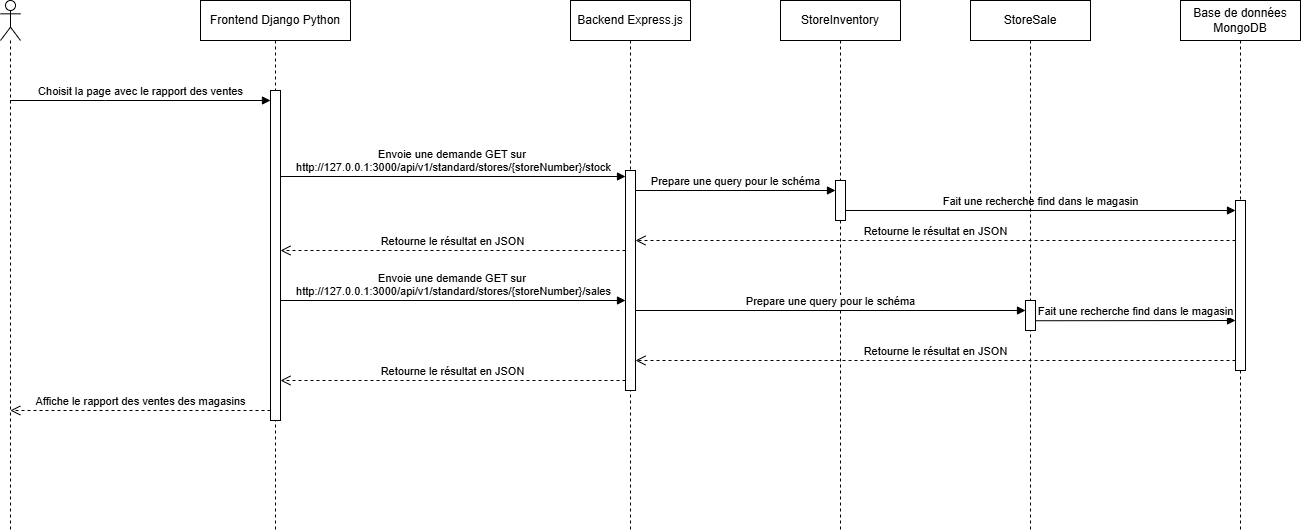 Frontend Django Python
Backend Express.js
StoreInventory
StoreSale
Base de données
MongoDB
Choisit la page avec le rapport des ventes
Envoie une demande GET sur
http://127.0.0.1:3000/api/v1/standard/stores/{storeNumber}/stock
Prepare une query pour le schéma
Fait une recherche find dans le magasin
Retourne le résultat en JSON
Retourne le résultat en JSON
Envoie une demande GET sur
http://127.0.0.1:3000/api/v1/standard/stores/{storeNumber}/sales
Prepare une query pour le schéma
Fait une recherche find dans le magasin
Retourne le résultat en JSON
Retourne le résultat en JSON
Affiche le rapport des ventes des magasins